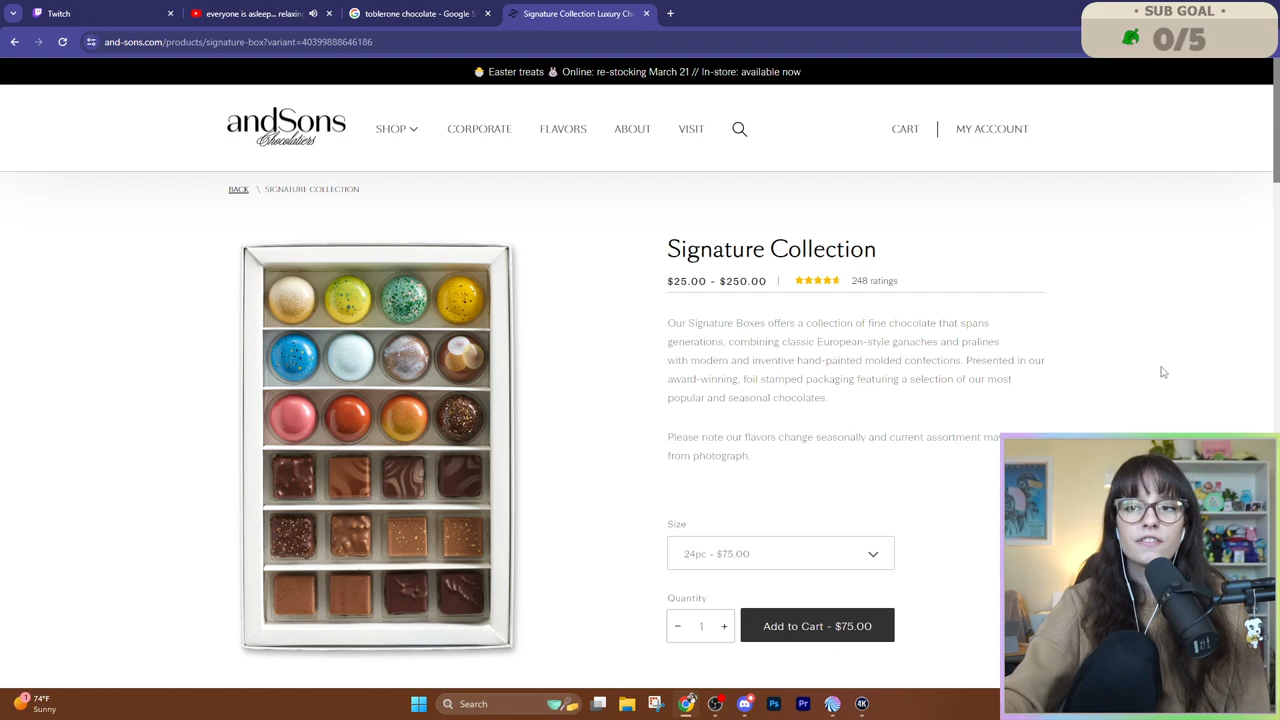 Twitch
everyone is asleep... relaxing
toblerone chocolate - Google S
Signature Collection Luxury Ch
• SUB GOAL •
0/5
and-sons.com/products/signature-box?variant=40399888646186
🐣 Easter treats 🐰 Online: re-stocking March 21 // In-store: available now
andSons
Chocolatiers
SHOP
CORPORATE
FLAVORS
ABOUT
VISIT
CART
MY ACCOUNT
BACK \ SIGNATURE COLLECTION
Signature Collection
$25.00 - $250.00
248 ratings
Our Signature Boxes offers a collection of fine chocolate that spans
generations, combining classic European-style ganaches and pralines
with modern and inventive hand-painted molded confections. Presented in our
award-winning, foil stamped packaging featuring a selection of our most
popular and seasonal chocolates.
Please note our flavors change seasonally and current assortment
from photograph.
Size
24pc - $75.00
Quantity
− 1 +
Add to Cart - $75.00
1
74°F
Sunny
Search
Ps
Pr
4K